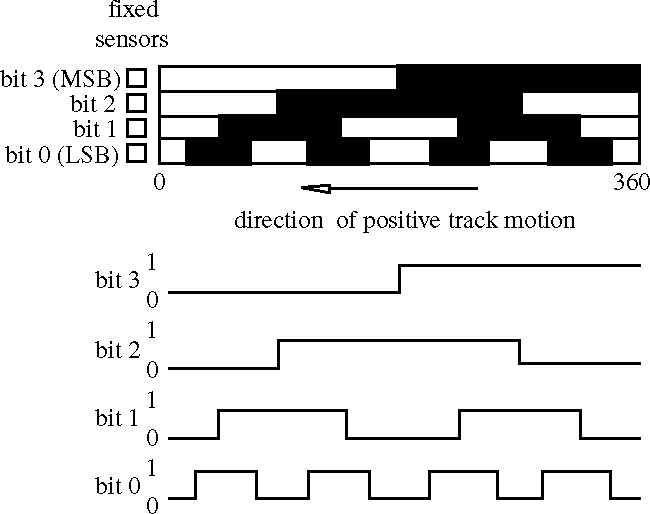 fixed
sensors
bit 3 (MSB)
bit 2
bit 1
bit 0 (LSB)
0 360
direction of positive track motion
bit 3 1 0
bit 2 1 0
bit 1 1 0
bit 0 1 0